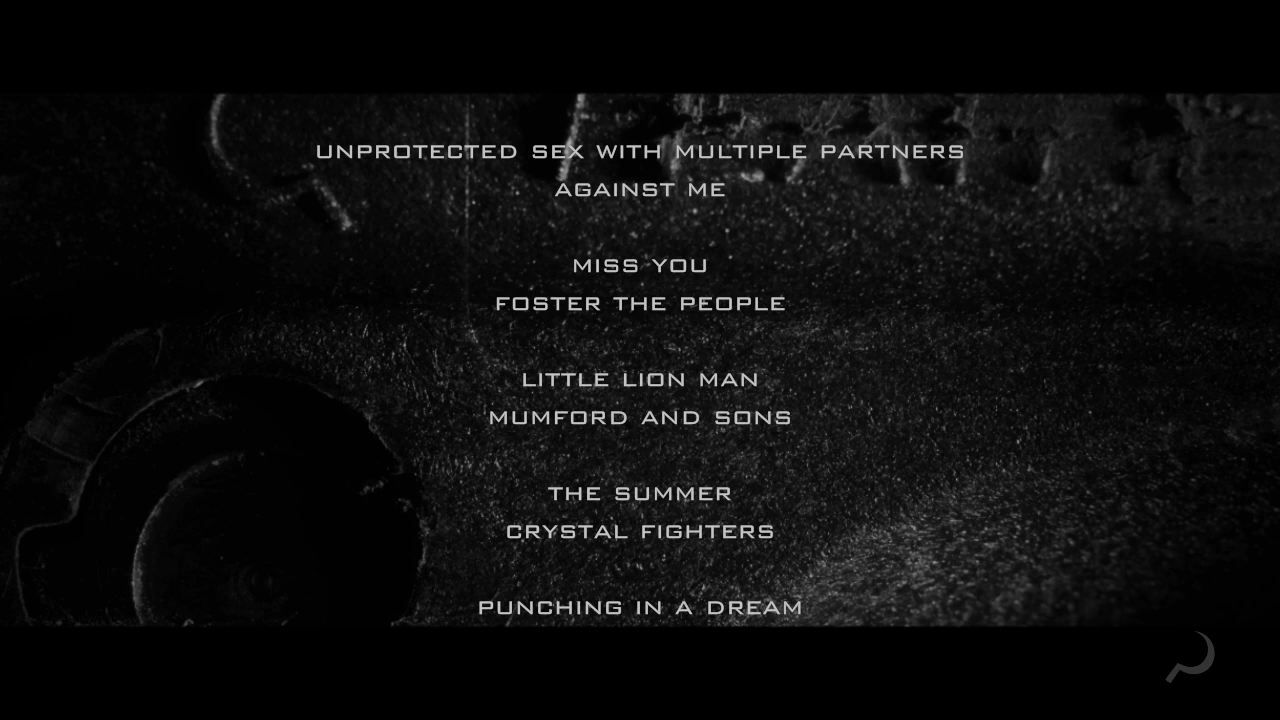 UNPROTECTED SEX WITH MULTIPLE PARTNERS
AGAINST ME
MISS YOU
FOSTER THE PEOPLE
LITTLE LION MAN
MUMFORD AND SONS
THE SUMMER
CRYSTAL FIGHTERS
PUNCHING IN A DREAM